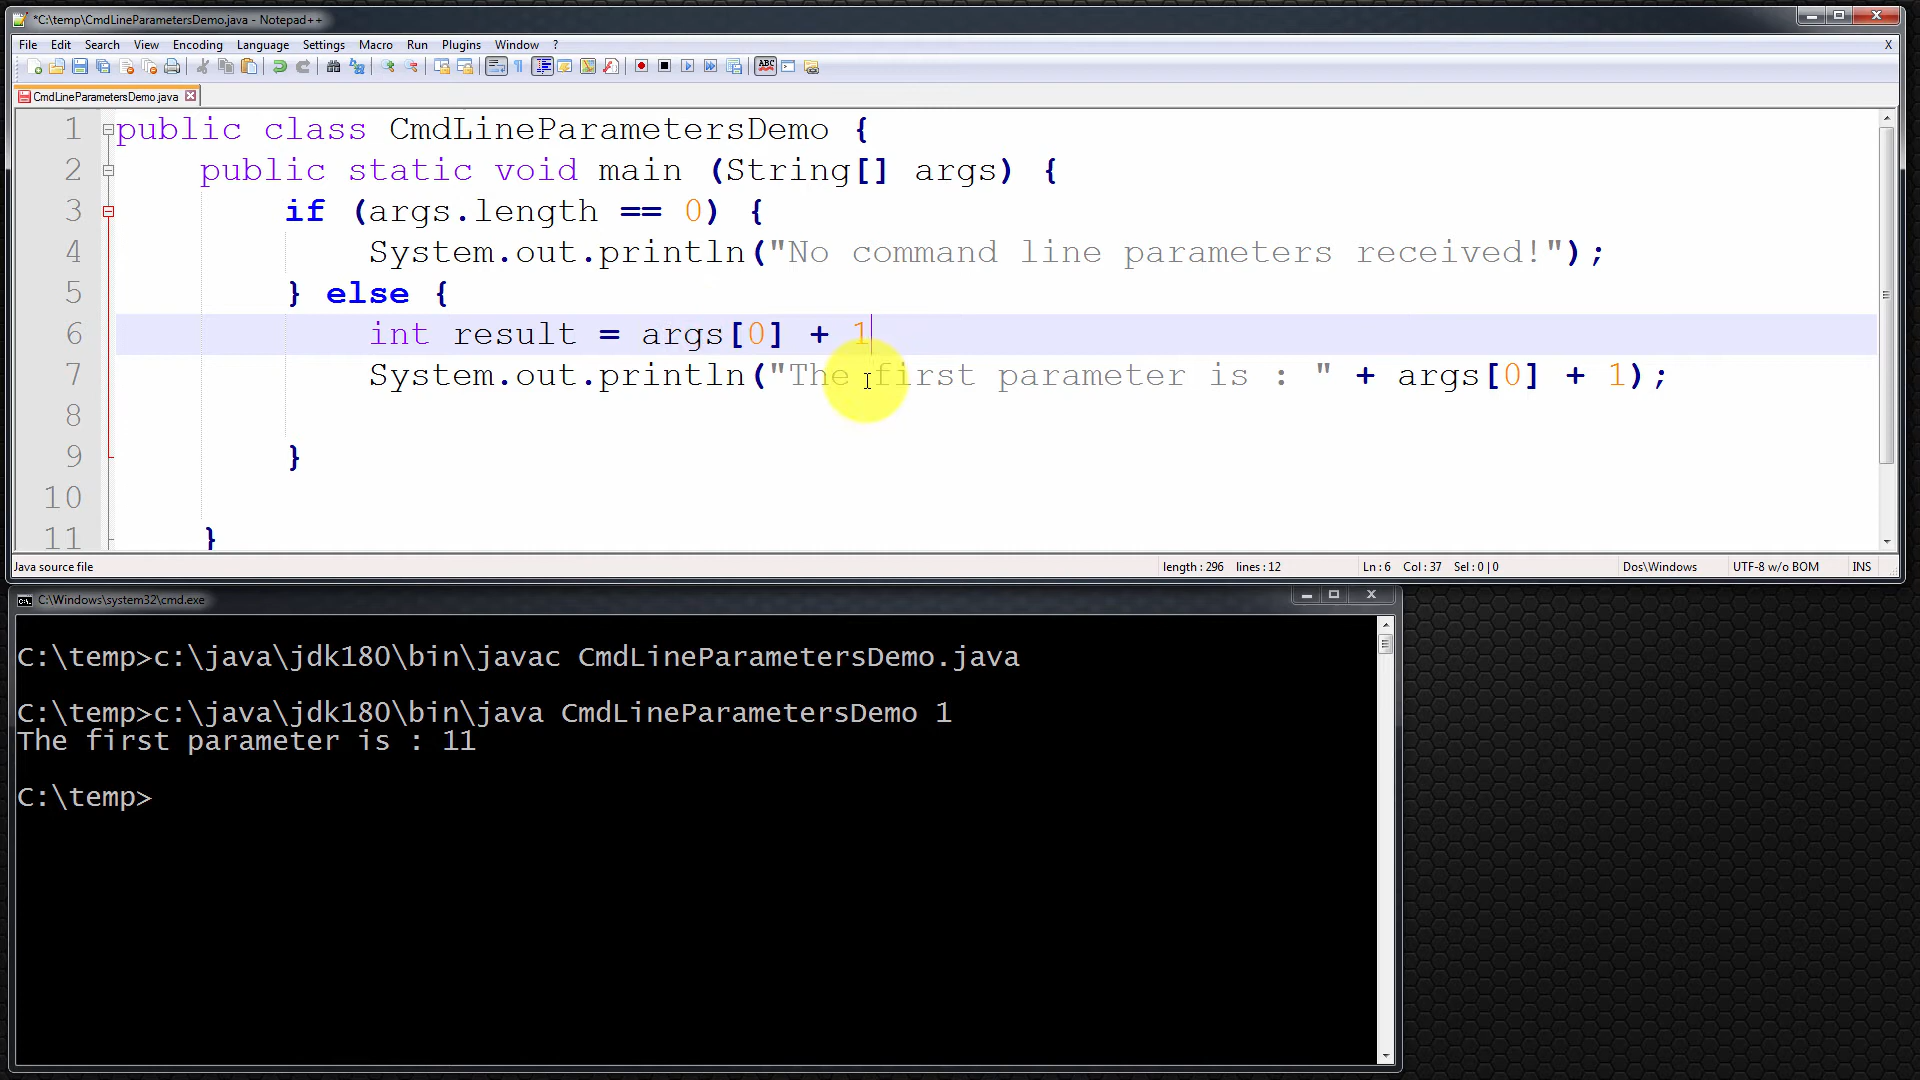 *C:\temp\CmdLineParametersDemo.java - Notepad++
File Edit Search View Encoding Language Settings Macro Run Plugins Window ? X
ABC
CmdLineParametersDemo.java
1 public class CmdLineParametersDemo {
2 public static void main (String[] args) {
3 if (args.length == 0) {
4 System.out.println("No command line parameters received!");
5 } else {
6 int result = args[0] + 1
7 System.out.println("The first parameter is : " + args[0] + 1);
8
9 }
10
11 }
Java source file length : 296 lines : 12 Ln : 6 Col : 37 Sel : 0 | 0 Dos\Windows UTF-8 w/o BOM INS
C:\Windows\system32\cmd.exe
C:\temp>c:\java\jdk180\bin\javac CmdLineParametersDemo.java
C:\temp>c:\java\jdk180\bin\java CmdLineParametersDemo 1
The first parameter is : 11
C:\temp>